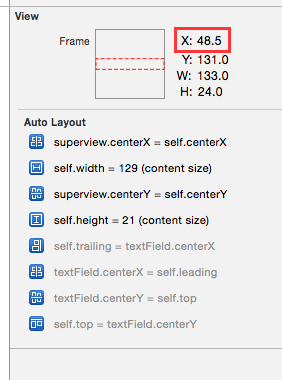 View
Frame
X: 48.5
Y: 131.0
W: 133.0
H: 24.0
Auto Layout
superview.centerX = self.centerX
self.width = 129 (content size)
superview.centerY = self.centerY
self.height = 21 (content size)
self.trailing = textField.centerX
textField.centerX = self.leading
textField.centerY = self.top
self.top = textField.centerY